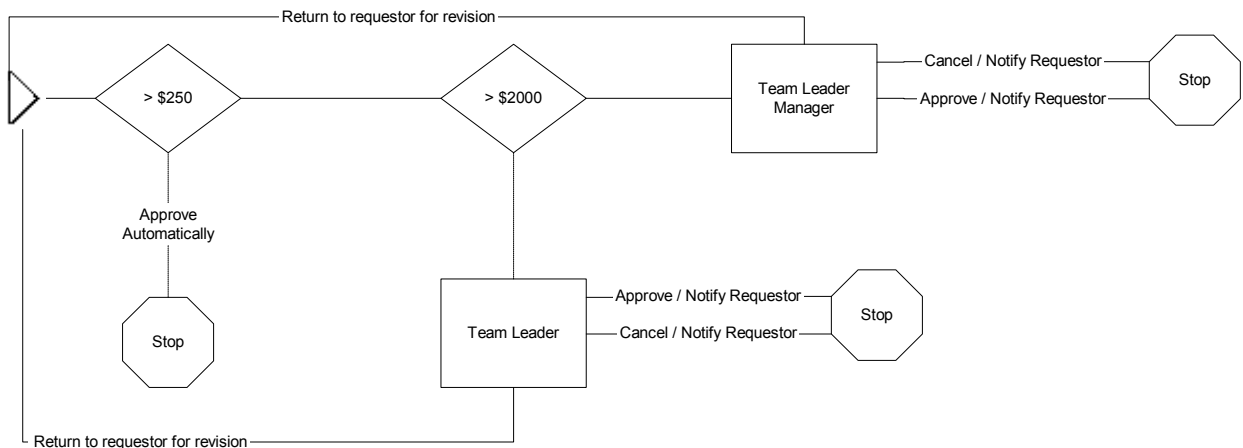 Return to requestor for revision
> $250
> $2000
Team Leader
Manager
Cancel / Notify Requestor
Approve / Notify Requestor
Stop
Approve
Automatically
Stop
Team Leader
Approve / Notify Requestor
Cancel / Notify Requestor
Stop
Return to requestor for revision